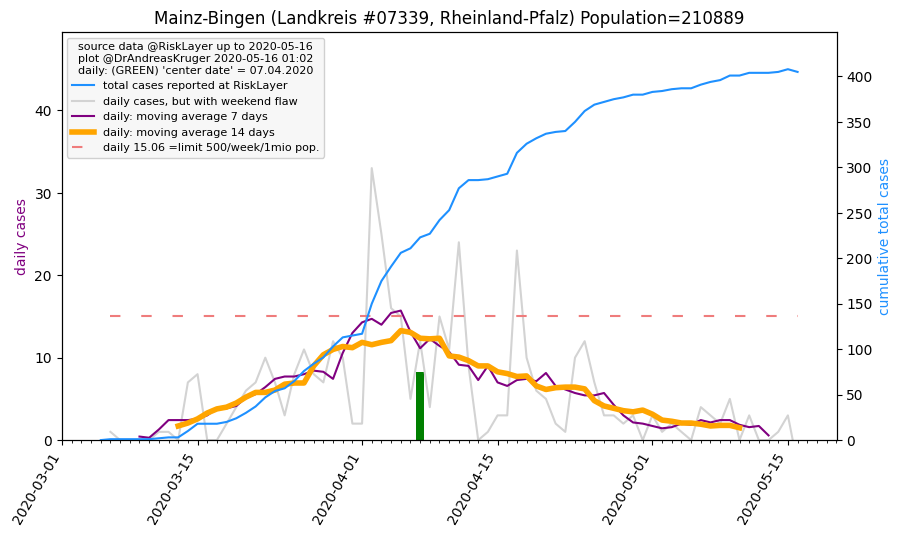 Mainz-Bingen (Landkreis #07339, Rheinland-Pfalz) Population=210889
source data @RiskLayer up to 2020-05-16
plot @DrAndreasKruger 2020-05-16 01:02
daily: (GREEN) 'center date' = 07.04.2020
total cases reported at RiskLayer
daily cases, but with weekend flaw
daily: moving average 7 days
daily: moving average 14 days
daily 15.06 =limit 500/week/1mio pop.
daily cases
40
30
20
10
0
cumulative total cases
400
350
300
250
200
150
100
50
0
2020-03-01
2020-03-15
2020-04-01
2020-04-15
2020-05-01
2020-05-15